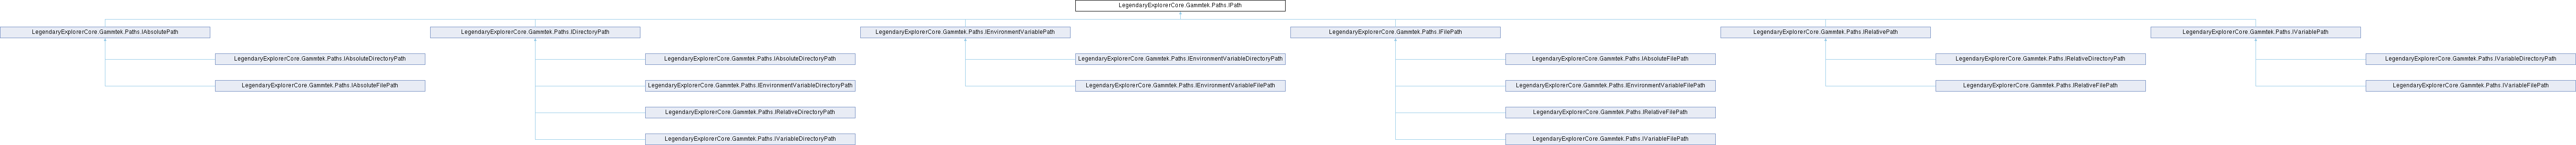 LegendaryExplorerCore.Gammtek.Paths.IPath
LegendaryExplorerCore.Gammtek.Paths.IAbsolutePath
LegendaryExplorerCore.Gammtek.Paths.IDirectoryPath
LegendaryExplorerCore.Gammtek.Paths.IEnvironmentVariablePath
LegendaryExplorerCore.Gammtek.Paths.IFilePath
LegendaryExplorerCore.Gammtek.Paths.IRelativePath
LegendaryExplorerCore.Gammtek.Paths.IVariablePath
LegendaryExplorerCore.Gammtek.Paths.IAbsoluteDirectoryPath
LegendaryExplorerCore.Gammtek.Paths.IAbsoluteDirectoryPath
LegendaryExplorerCore.Gammtek.Paths.IEnvironmentVariableDirectoryPath
LegendaryExplorerCore.Gammtek.Paths.IAbsoluteFilePath
LegendaryExplorerCore.Gammtek.Paths.IRelativeDirectoryPath
LegendaryExplorerCore.Gammtek.Paths.IVariableDirectoryPath
LegendaryExplorerCore.Gammtek.Paths.IAbsoluteFilePath
LegendaryExplorerCore.Gammtek.Paths.IEnvironmentVariableDirectoryPath
LegendaryExplorerCore.Gammtek.Paths.IEnvironmentVariableFilePath
LegendaryExplorerCore.Gammtek.Paths.IEnvironmentVariableFilePath
LegendaryExplorerCore.Gammtek.Paths.IRelativeFilePath
LegendaryExplorerCore.Gammtek.Paths.IVariableFilePath
LegendaryExplorerCore.Gammtek.Paths.IRelativeDirectoryPath
LegendaryExplorerCore.Gammtek.Paths.IRelativeFilePath
LegendaryExplorerCore.Gammtek.Paths.IVariableDirectoryPath
LegendaryExplorerCore.Gammtek.Paths.IVariableFilePath